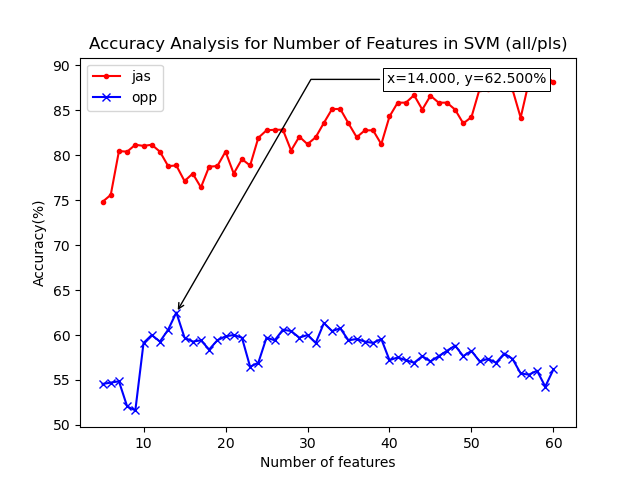 Accuracy Analysis for Number of Features in SVM (all/pls)
jas
opp
x=14.000, y=62.500%
Accuracy(%)
90
85
80
75
70
65
60
55
50
10 20 30 40 50 60
Number of features